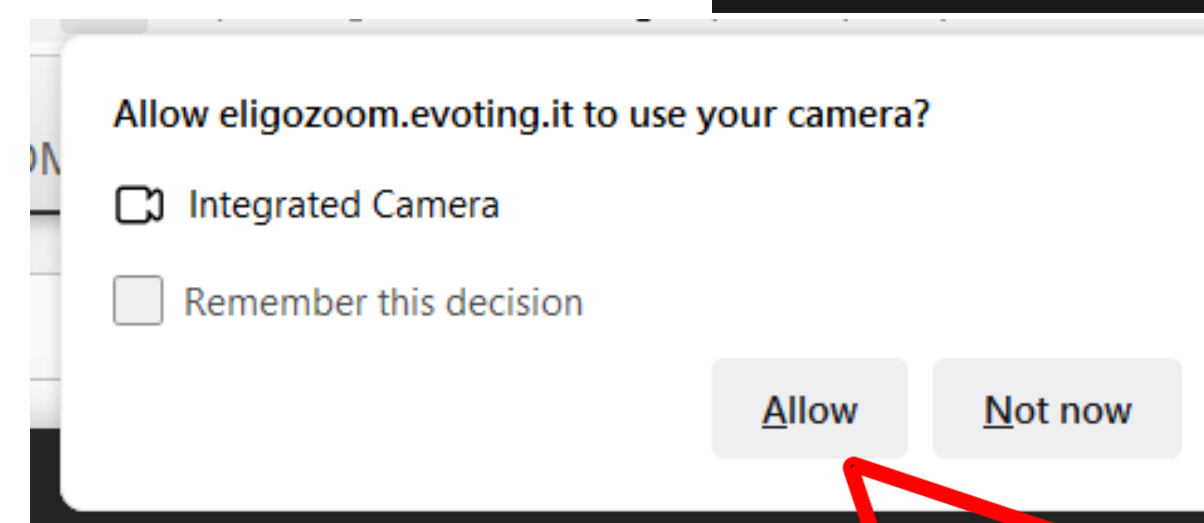 Allow eligozoom.evoting.it to use your camera?
Integrated Camera
Remember this decision
Allow
Not now